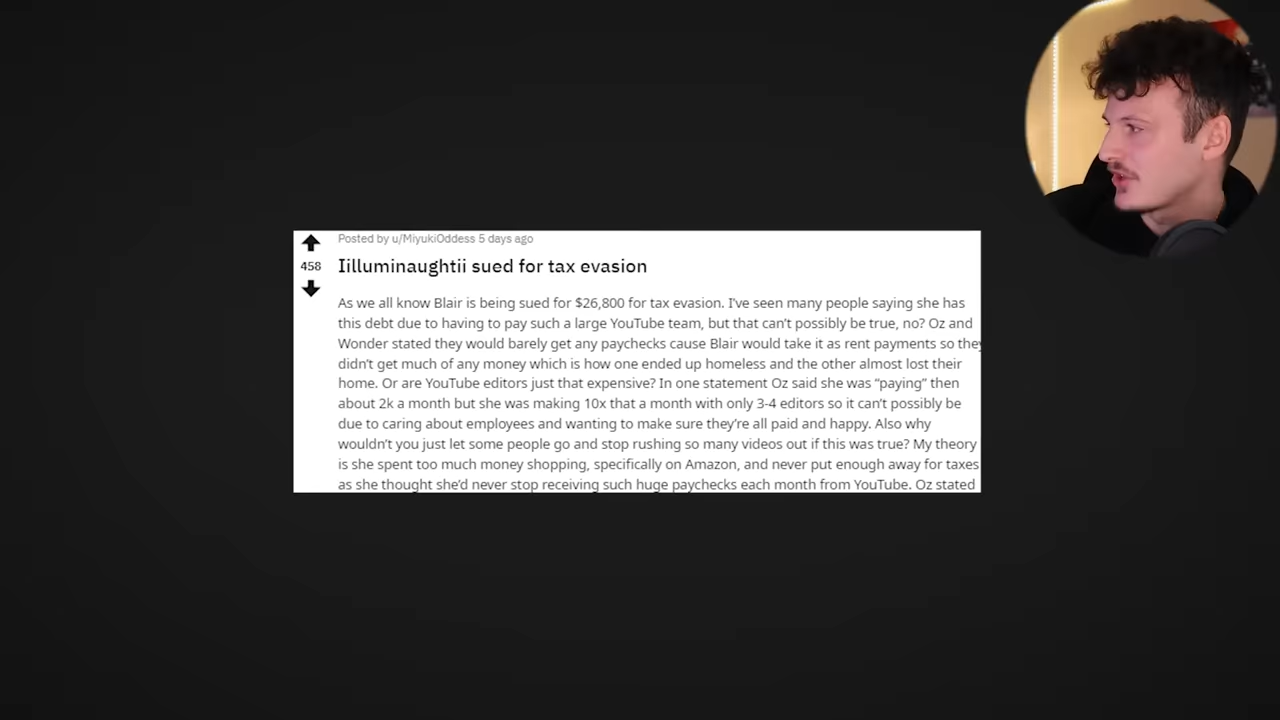 Posted by u/MiyukiOddess 5 days ago
458
Iilluminaughtii sued for tax evasion
As we all know Blair is being sued for $26,800 for tax evasion. I've seen many people saying she has
this debt due to having to pay such a large YouTube team, but that can't possibly be true, no? Oz and
Wonder stated they would barely get any paychecks cause Blair would take it as rent payments so they
didn't get much of any money which is how one ended up homeless and the other almost lost their
home. Or are YouTube editors just that expensive? In one statement Oz said she was “paying” then
about 2k a month but she was making 10x that a month with only 3-4 editors so it can't possibly be
due to caring about employees and wanting to make sure they're all paid and happy. Also why
wouldn't you just let some people go and stop rushing so many videos out if this was true? My theory
is she spent too much money shopping, specifically on Amazon, and never put enough away for taxes
as she thought she'd never stop receiving such huge paychecks each month from YouTube. Oz stated